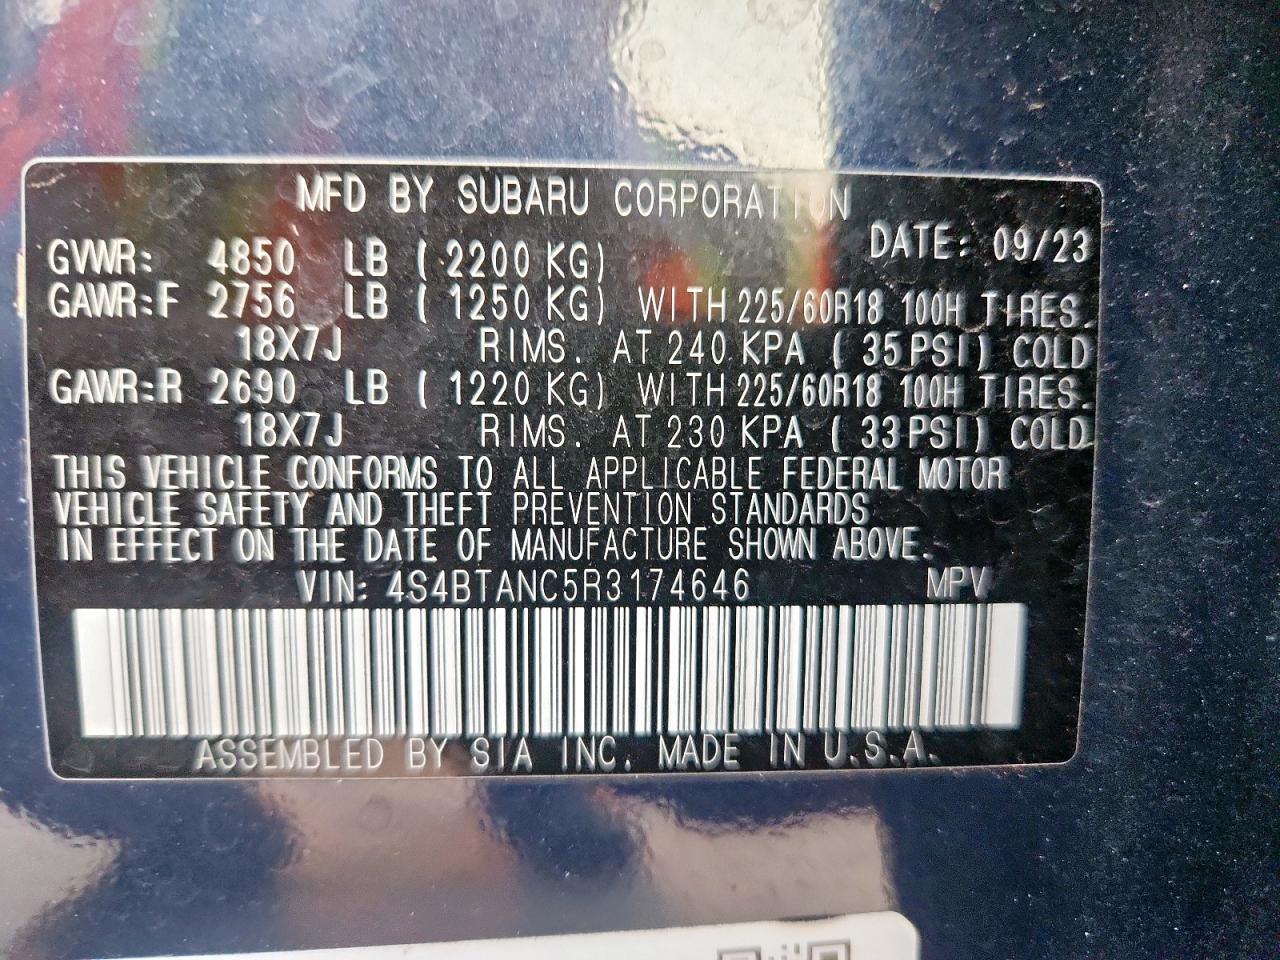 MFD BY SUBARU CORPORATION
DATE: 09/23
GVWR: 4850 LB ( 2200 KG)
GAWR:F 2756 LB ( 1250 KG) WITH 225/60R18 100H TIRES.
18X7J RIMS. AT 240 KPA ( 35 PSI) COLD
GAWR:R 2690 LB ( 1220 KG) WITH 225/60R18 100H TIRES.
18X7J RIMS. AT 230 KPA ( 33 PSI) COLD
THIS VEHICLE CONFORMS TO ALL APPLICABLE FEDERAL MOTOR
VEHICLE SAFETY AND THEFT PREVENTION STANDARDS
IN EFFECT ON THE DATE OF MANUFACTURE SHOWN ABOVE.
VIN: 4S4BTANC5R3174646 MPV
ASSEMBLED BY SIA INC. MADE IN U.S.A.